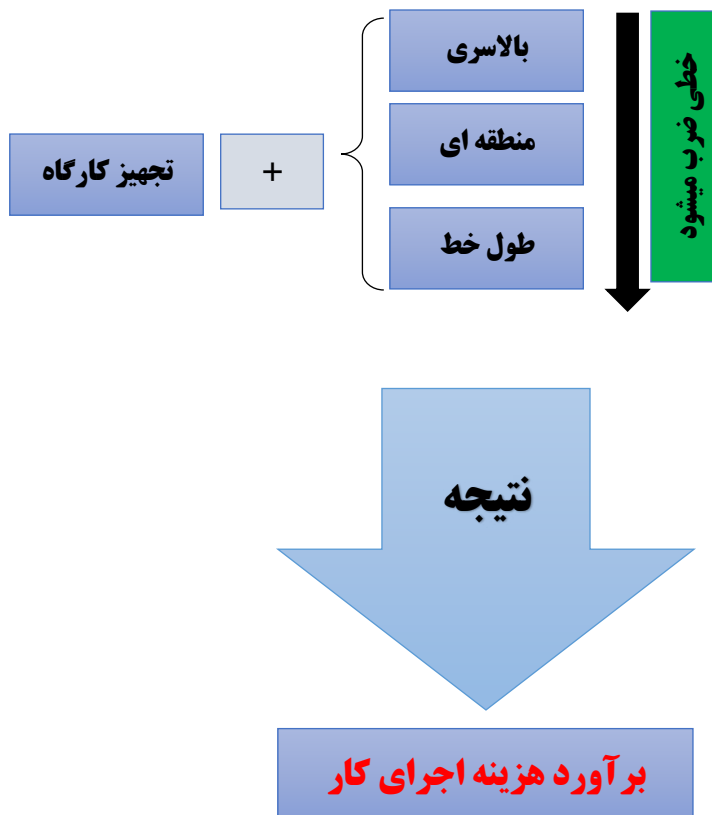 بالاسری
منطقه ای
طول خط
خطی ضرب میشود
+
تجهیز کارگاه
نتیجه
برآورد هزینه اجرای کار